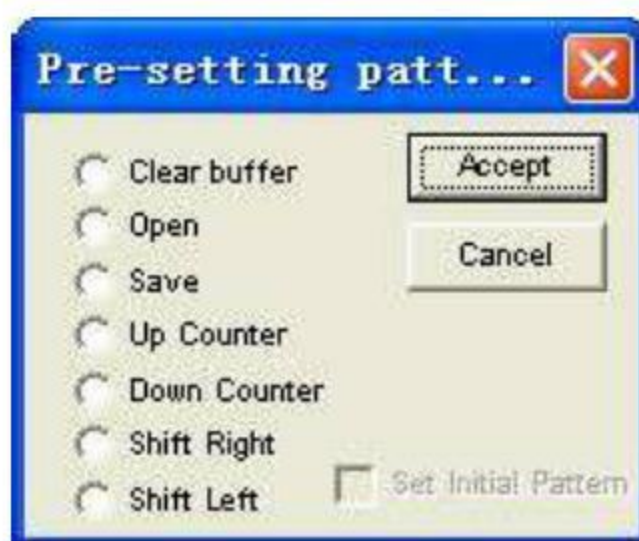 Pre-setting patt...
Clear buffer
Accept
Open
Cancel
Save
Up Counter
Down Counter
Shift Right
Set Initial Pattern
Shift Left